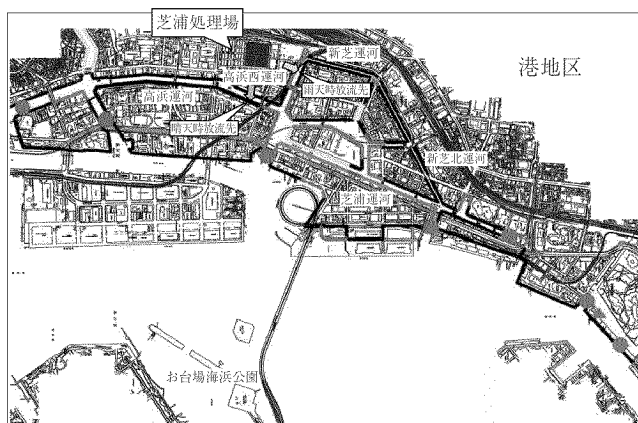 芝浦処理場
新芝運河
港地区
高浜西運河
高浜運河
雨天時放流先
晴天時放流先
新芝北運河
芝浦運河
お台場海浜公園